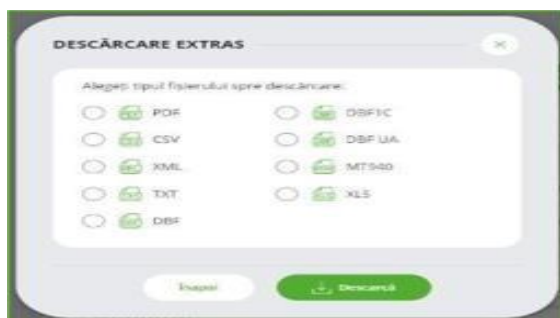 DESCĂRCARE EXTRAS
Alegeți tipul fișierului spre descărcare:
PDF
CSV
XML
TXT
DBF
DBF1C
DBF UA
MT940
XLS
Înapoi
Descarcă